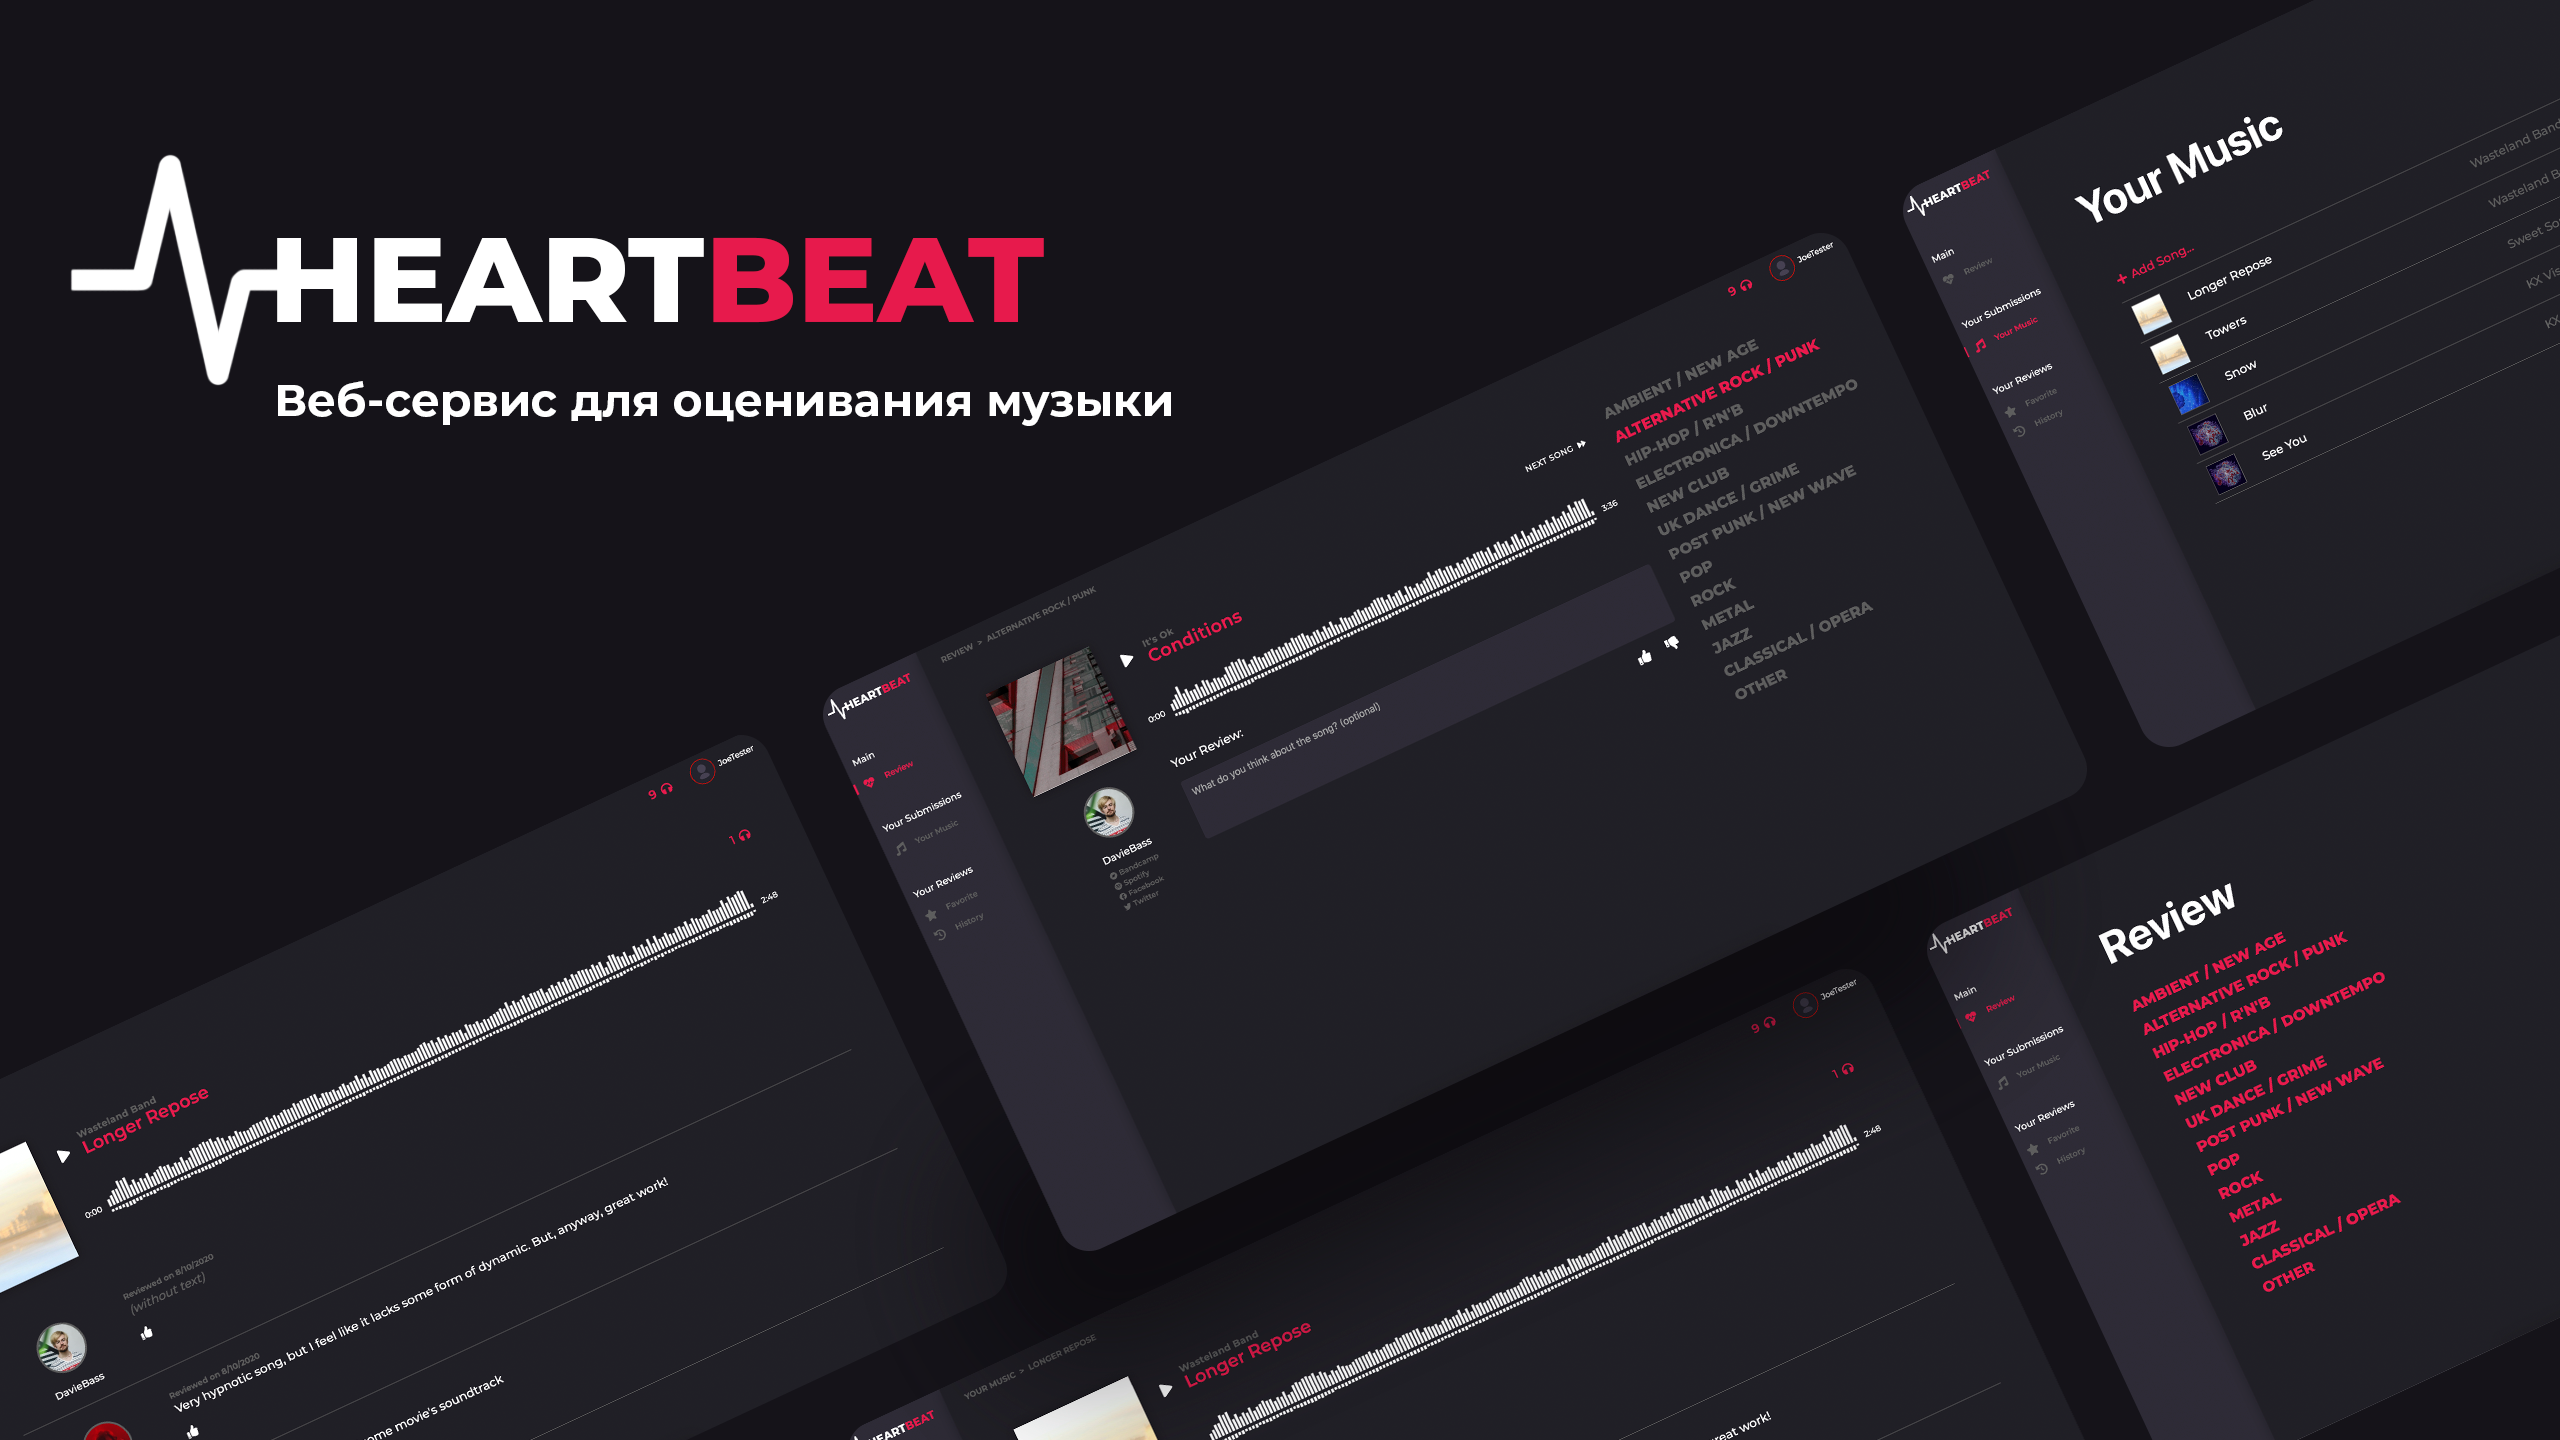 HEARTBEAT
Веб-сервис для оценивания музыки
HEARTBEAT
Main
Review
Your Submissions
Your Music
Your Reviews
Favorite
History
Your Music
+ Add Song...
Longer Repose
Wasteland Band
Towers
Snow
Blur
See You
9
JoeTester
REVIEW > ALTERNATIVE ROCK / PUNK
NEXT SONG
It's Ok
Conditions
0:00
3:36
Your Review:
What do you think about the song? (optional)
DavieBass
Bandcamp
Spotify
Facebook
Twitter
AMBIENT / NEW AGE
ALTERNATIVE ROCK / PUNK
HIP-HOP / R'N'B
ELECTRONICA / DOWNTEMPO
NEW CLUB
UK DANCE / GRIME
POST PUNK / NEW WAVE
POP
ROCK
METAL
JAZZ
CLASSICAL / OPERA
OTHER
HEARTBEAT
Main
Review
Your Submissions
Your Music
Your Reviews
Favorite
History
9
JoeTester
1
Wasteland Band
Longer Repose
0:00
2:48
Reviewed on 8/10/2020
(without text)
DavieBass
Reviewed on 8/10/2020
Very hypnotic song, but I feel like it lacks some form of dynamic. But, anyway, great work!
movie's soundtrack
HEARTBEAT
Main
Review
Your Submissions
Your Music
Your Reviews
Favorite
History
Review
AMBIENT / NEW AGE
ALTERNATIVE ROCK / PUNK
HIP-HOP / R'N'B
ELECTRONICA / DOWNTEMPO
NEW CLUB
UK DANCE / GRIME
POST PUNK / NEW WAVE
POP
ROCK
METAL
JAZZ
CLASSICAL / OPERA
OTHER
9
JoeTester
1
YOUR MUSIC > LONGER REPOSE
Wasteland Band
Longer Repose
2:48
HEARTBEAT
work!